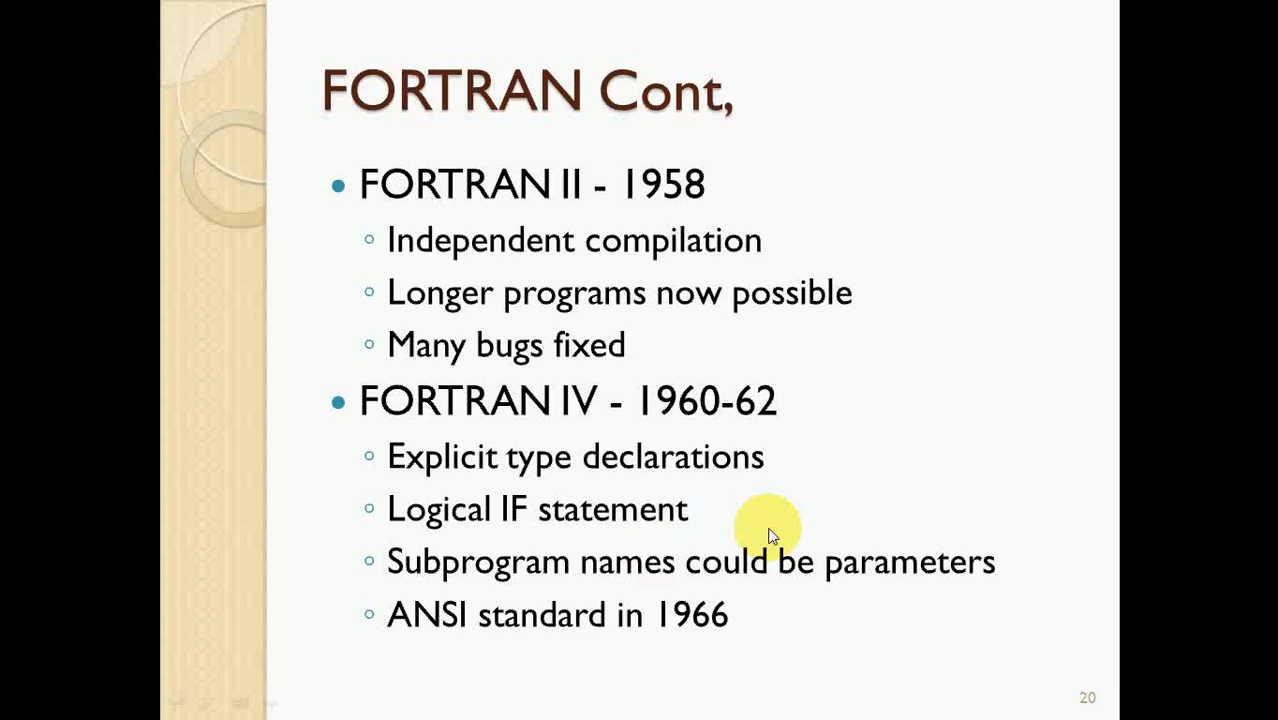 FORTRAN Cont,
• FORTRAN II - 1958
◦ Independent compilation
◦ Longer programs now possible
◦ Many bugs fixed
• FORTRAN IV - 1960-62
◦ Explicit type declarations
◦ Logical IF statement
◦ Subprogram names could be parameters
◦ ANSI standard in 1966
20